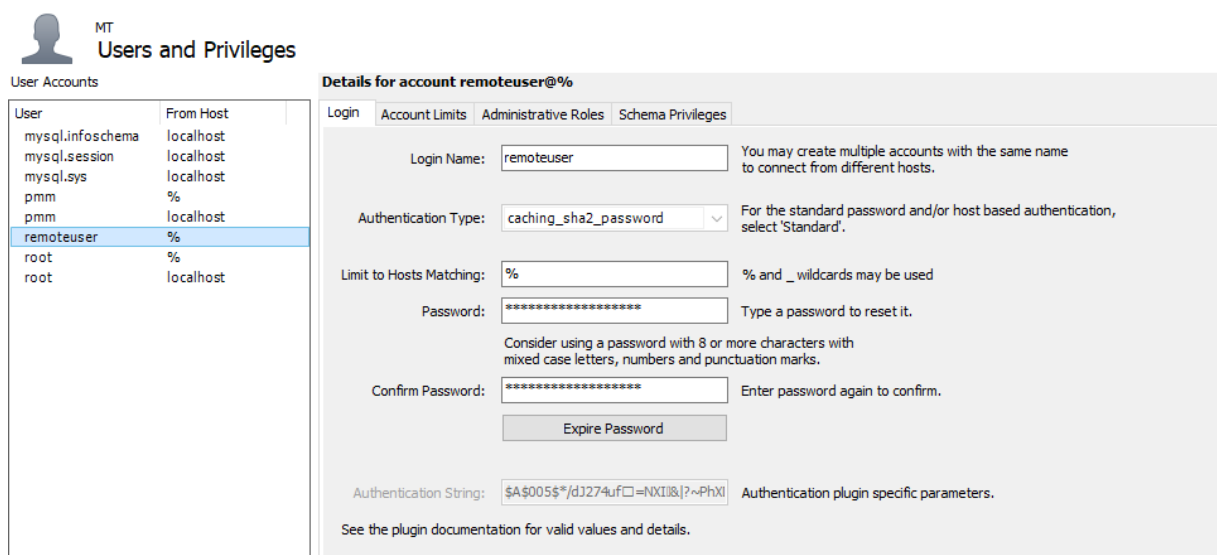 MT
Users and Privileges
User Accounts
User From Host
mysql.infoschema localhost
mysql.session localhost
mysql.sys localhost
pmm %
pmm localhost
remoteuser %
root %
root localhost
Details for account remoteuser@%
Login Account Limits Administrative Roles Schema Privileges
Login Name: remoteuser You may create multiple accounts with the same name
to connect from different hosts.
Authentication Type: caching_sha2_password For the standard password and/or host based authentication,
select 'Standard'.
Limit to Hosts Matching: % % and _ wildcards may be used
Password: ****************** Type a password to reset it.
Consider using a password with 8 or more characters with
mixed case letters, numbers and punctuation marks.
Confirm Password: ****************** Enter password again to confirm.
Expire Password
Authentication String: Authentication plugin specific parameters.
See the plugin documentation for valid values and details.